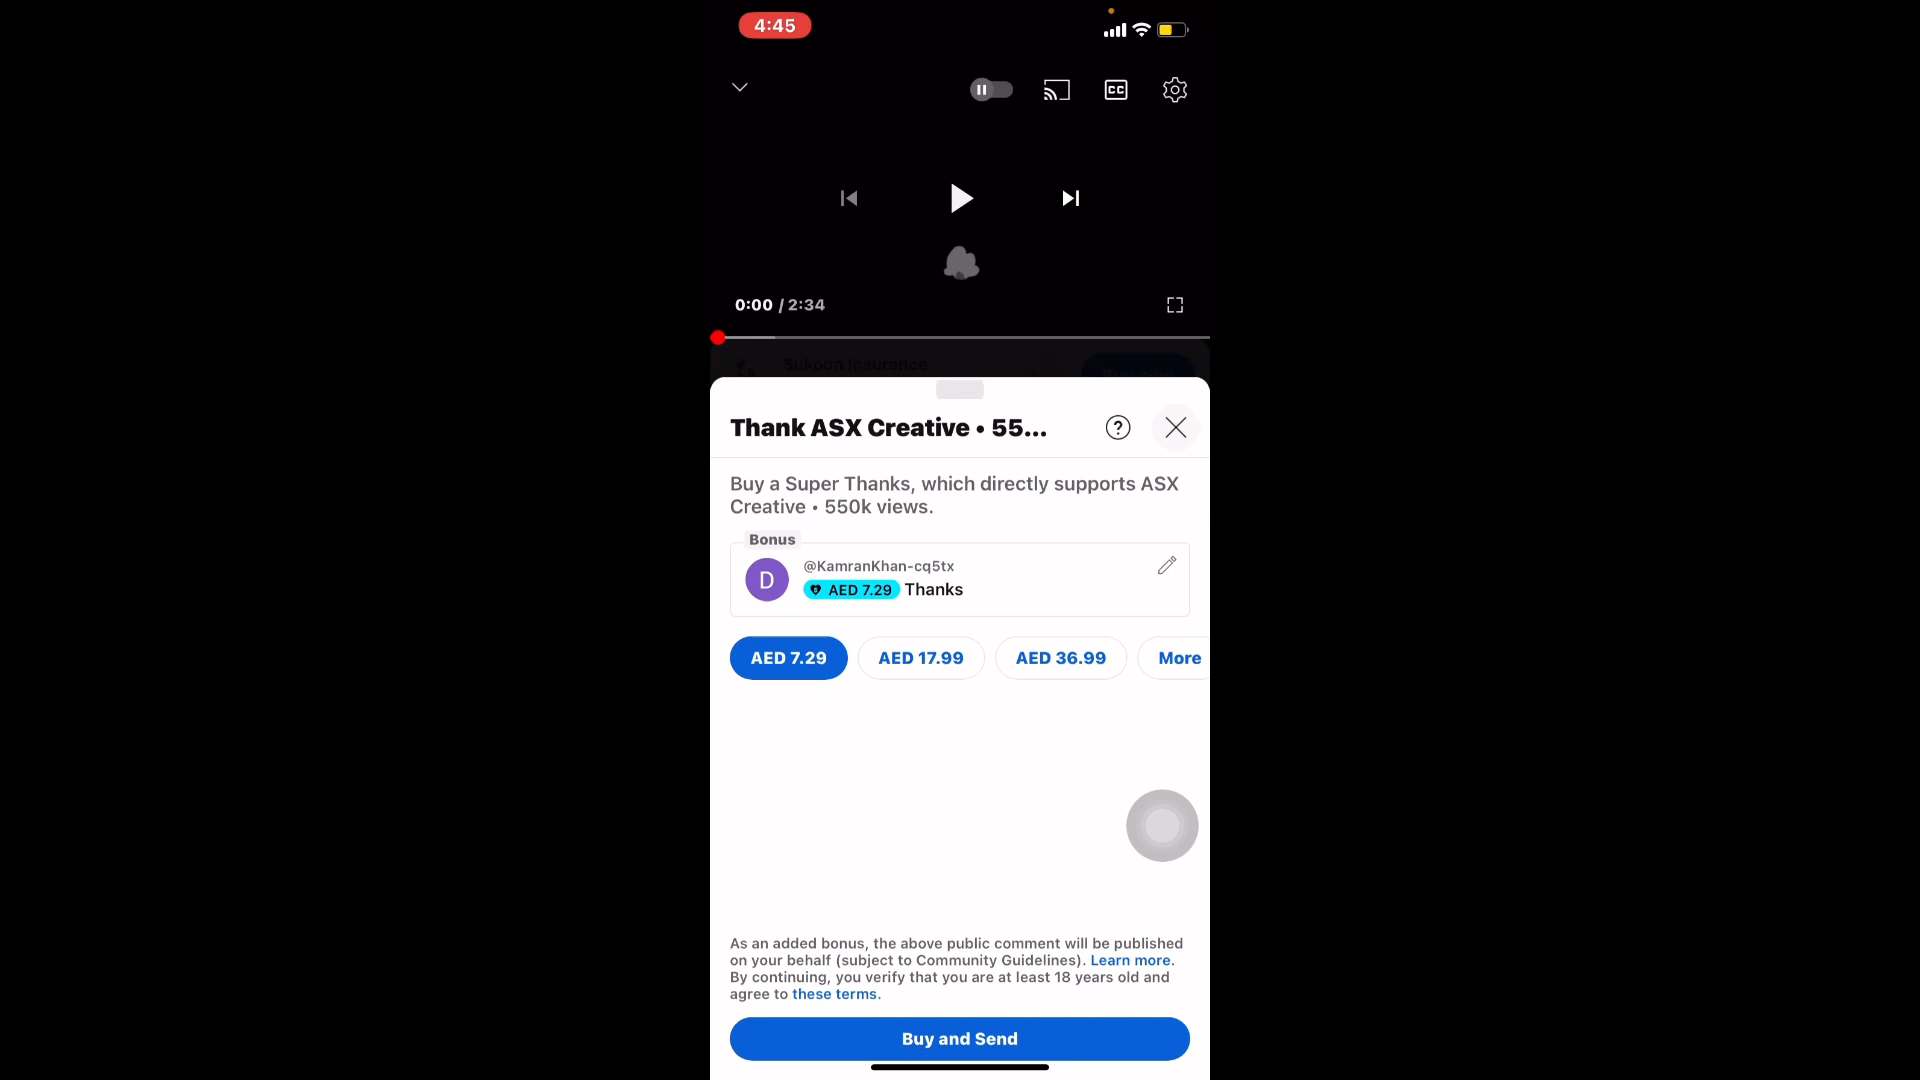 4:45
CC
0:00 / 2:34
Sukoon Insurance
Thank ASX Creative • 55...
?
Buy a Super Thanks, which directly supports ASX
Creative • 550k views.
Bonus
D
@KamranKhan-cq5tx
AED 7.29 Thanks
AED 7.29
AED 17.99
AED 36.99
More
As an added bonus, the above public comment will be published
on your behalf (subject to Community Guidelines). Learn more.
By continuing, you verify that you are at least 18 years old and
agree to these terms.
Buy and Send